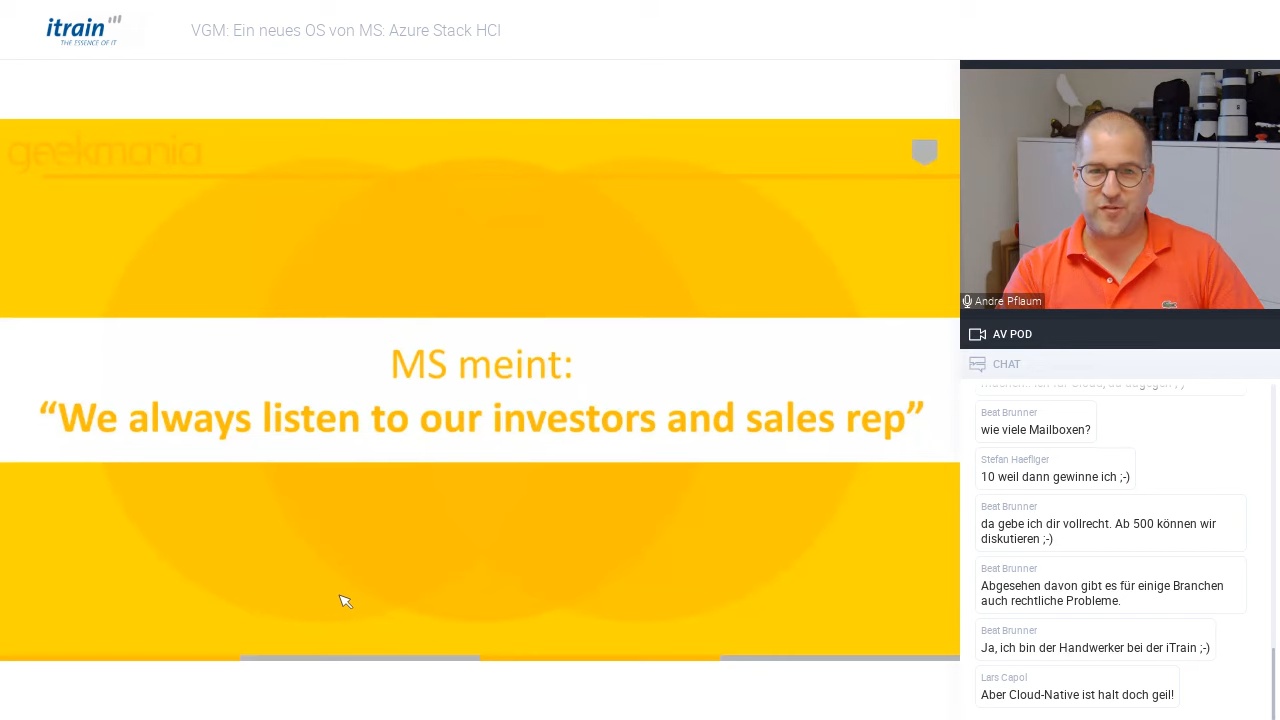 itrain
THE ESSENCE OF IT
VGM: Ein neues OS von MS: Azure Stack HCI
geekmania
MS meint:
“We always listen to our investors and sales rep”
Andre Pflaum
AV POD
CHAT
Beat Brunner
wie viele Mailboxen?
Stefan Haefliger
10 weil dann gewinne ich ;-)
Beat Brunner
da gebe ich dir vollrecht. Ab 500 können wir
diskutieren ;-)
Beat Brunner
Abgesehen davon gibt es für einige Branchen
auch rechtliche Probleme.
Beat Brunner
Ja, ich bin der Handwerker bei der iTrain ;-)
Lars Capol
Aber Cloud-Native ist halt doch geil!